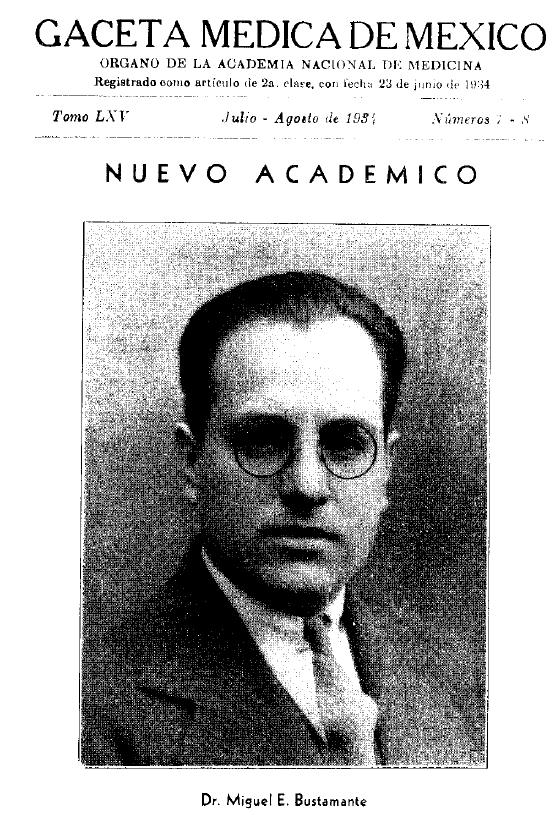 GACETA MEDICA DE MEXICO
ORGANO DE LA ACADEMIA NACIONAL DE MEDICINA
Registrado como artículo de 2a. clase, con fecha 23 de junio de 1934
Tomo LXV Julio - Agosto de 1934 Números 7 - 8
NUEVO ACADEMICO
Dr. Miguel E. Bustamante